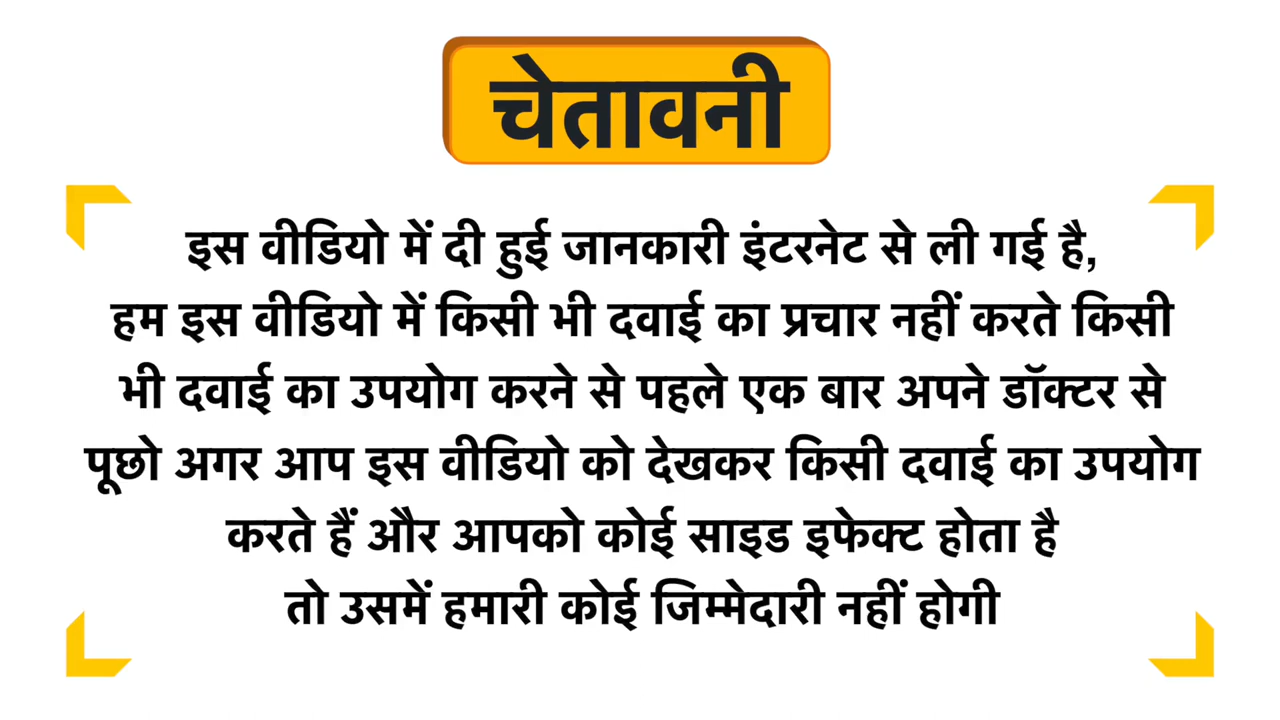 चेतावनी
इस वीडियो में दी हुई जानकारी इंटरनेट से ली गई है,
हम इस वीडियो में किसी भी दवाई का प्रचार नहीं करते किसी
भी दवाई का उपयोग करने से पहले एक बार अपने डॉक्टर से
पूछो अगर आप इस वीडियो को देखकर किसी दवाई का उपयोग
करते हैं और आपको कोई साइड इफेक्ट होता है
तो उसमें हमारी कोई जिम्मेदारी नहीं होगी